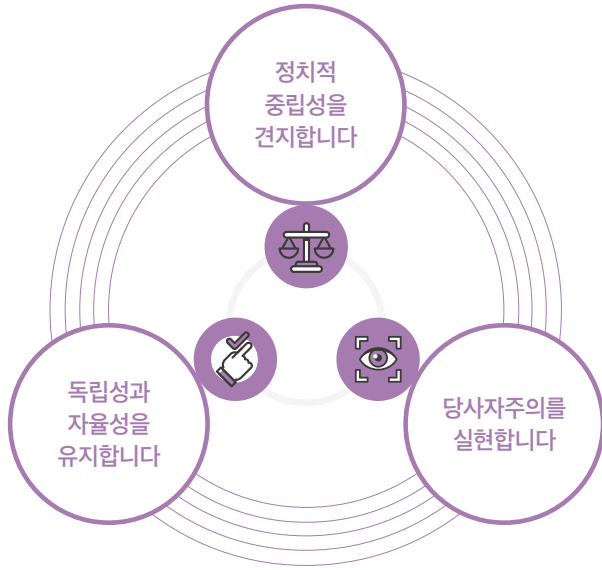 정치적
중립성을
견지합니다
독립성과
자율성을
유지합니다
당사자주의를
실현합니다